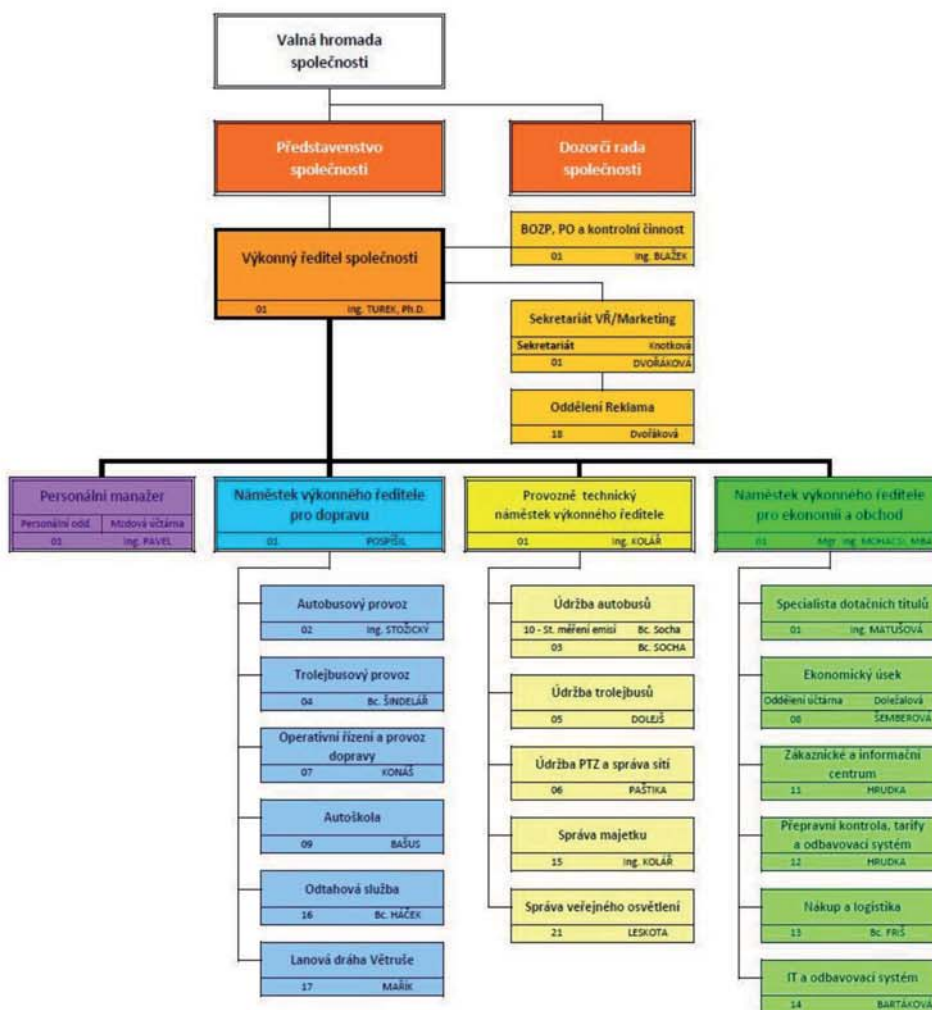 Valná hromada
společnosti
Představenstvo
společnosti
Dozorčí rada
společnosti
BOZP, PO a kontrolní činnost
01 Ing. BLAŽEK
Výkonný ředitel společnosti
01 Ing. TUREK, Ph.D.
Sekretariát VŘ/Marketing
Sekretariát Knotková
01 DVOŘÁKOVÁ
Oddělení Reklama
18 Dvořáková
Personální manažer
Personální odd. Mzdová účtárna
01 Ing. PAVEL
Náměstek výkonného ředitele
pro dopravu
01 POSPÍŠIL
Provozně technický
náměstek výkonného ředitele
01 Ing. KOLÁŘ
Náměstek výkonného ředitele
pro ekonomii a obchod
01 Mgr. Ing. MOHACSI, MBA
Autobusový provoz
02 Ing. STOŽICKÝ
Trolejbusový provoz
04 Bc. ŠINDELÁŘ
Operativní řízení a provoz
dopravy
07 KONÁŠ
Autoškola
09 BAŠUS
Odtahová služba
16 Bc. HÁČEK
Lanová dráha Větruše
17 MAŘÍK
Údržba autobusů
10 - St. měření emisí Bc. Socha
03 Bc. SOCHA
Údržba trolejbusů
05 DOLEJŠ
Údržba PTZ a správa sítí
06 PAŠTIKA
Správa majetku
15 Ing. KOLÁŘ
Správa veřejného osvětlení
21 LESKOTA
Specialista dotačních titulů
01 Ing. MATUŠOVÁ
Ekonomický úsek
Oddělení účtárna Doležalová
08 ŠEMBEROVÁ
Zákaznické a informační
centrum
11 HRUDKA
Přepravní kontrola, tarify
a odbavovací systém
12 HRUDKA
Nákup a logistika
13 Bc. FRIŠ
IT a odbavovací systém
14 BARTÁKOVÁ